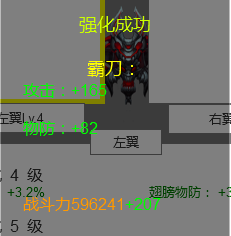 强化成功
霸刀：
攻击：+165
左翼Lv.4
右翼
物防：+82
左翼
4 级
+3.2%
翅膀物防：+3
战斗力596241+207
5 级